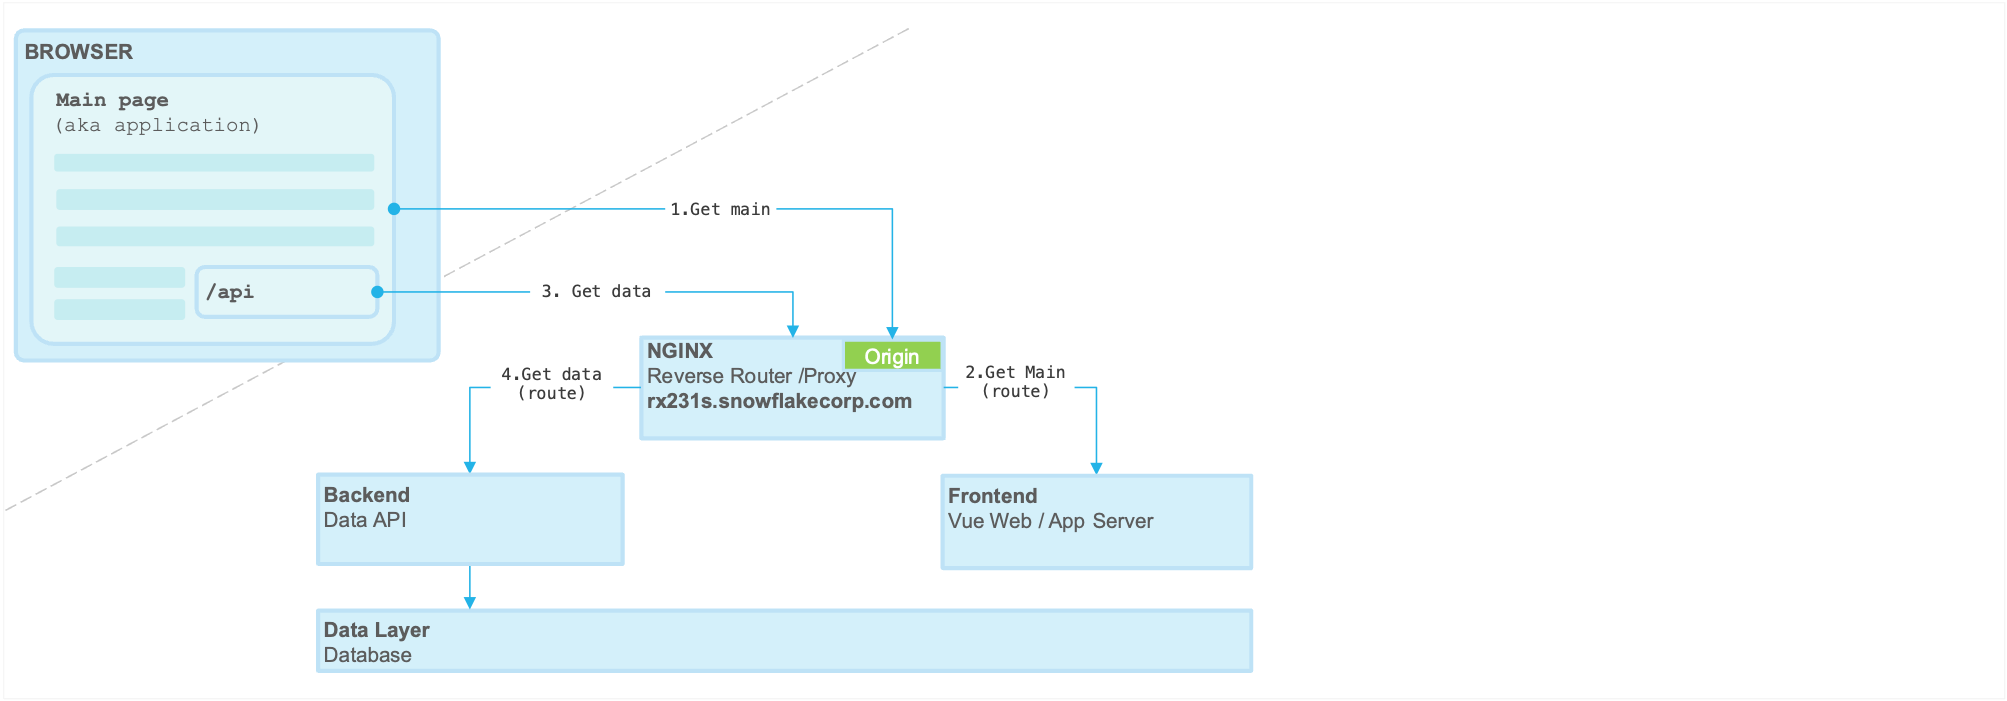 BROWSER
Main page
(aka application)
1.Get main
/api
3. Get data
NGINX
Origin
Reverse Router /Proxy
rx231s.snowflakecorp.com
4.Get data
(route)
2.Get Main
(route)
Backend
Data API
Frontend
Vue Web / App Server
Data Layer
Database